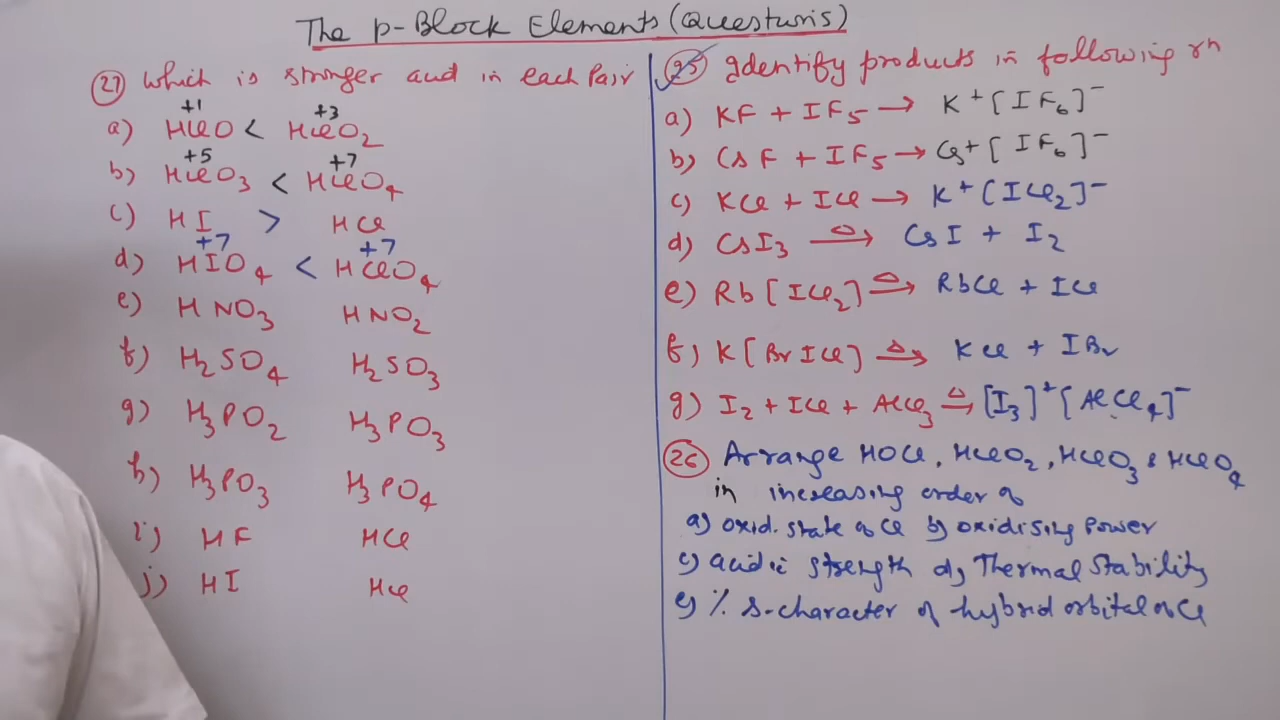 The p-Block Elements (Questions)
(27) Which is stronger acid in each Pair
+1 +3
a) HClO < HClO2
+5 +7
b) HClO3 < HClO4
c) HI > HCl
+7 +7
d) HIO4 < HClO4
e) HNO3 HNO2
f) H2SO4 H2SO3
g) H3PO2 H3PO3
h) H3PO3 H3PO4
i) HF HCl
j) HI HCl
(25) Identify products in following rn
a) KF + IF5 → K+[IF6]-
b) CsF + IF5 → Cs+[IF6]-
c) KCl + ICl → K+[ICl2]-
d) CsI3 Δ→ CsI + I2
e) Rb[ICl2] Δ→ RbCl + ICl
f) K[BrICl] Δ→ KCl + IBr
g) I2 + ICl + AlCl3 Δ→ [I3]+[AlCl4]-
(26) Arrange HOCl, HClO2, HClO3 & HClO4
in increasing order of
a) oxid. state of Cl b) oxidising Power
c) acidic strength d) Thermal Stability
e) % s-character of hybrid orbital of Cl